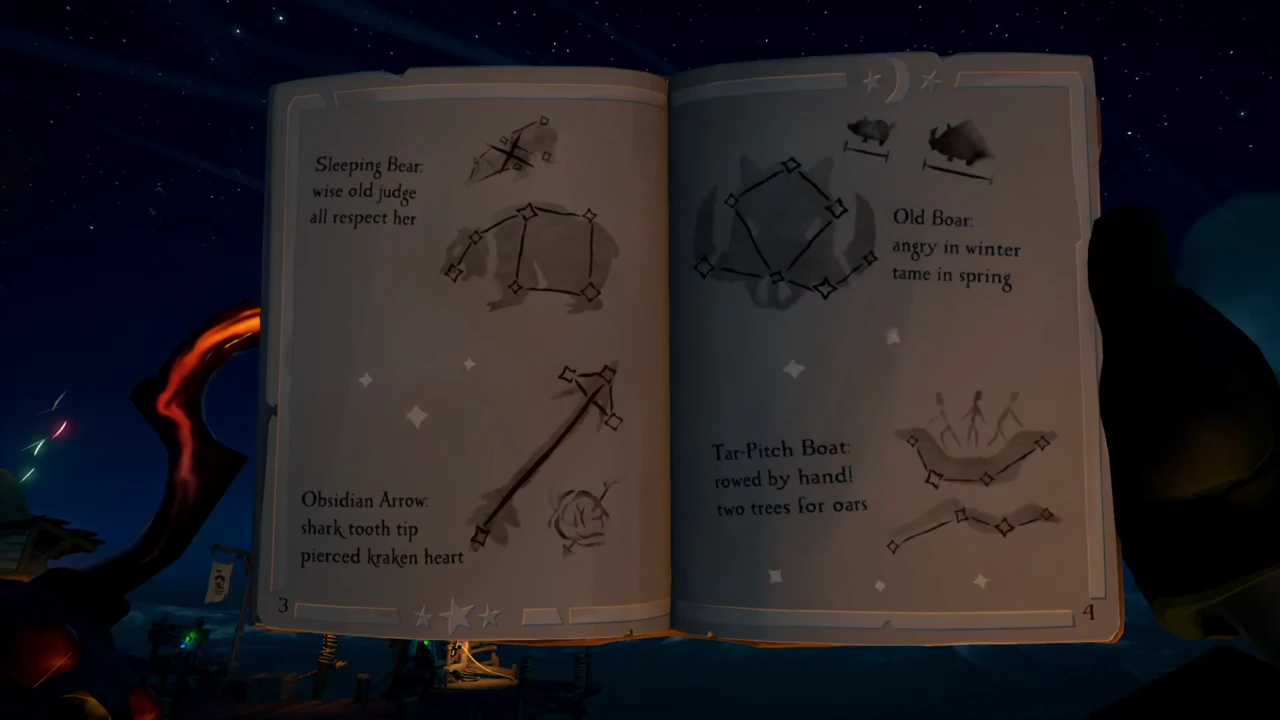 Sleeping Bear:
wise old judge
all respect her
Obsidian Arrow:
shark tooth tip
pierced kraken heart
3
Old Boar:
angry in winter
tame in spring
Tar-Pitch Boat:
rowed by hand!
two trees for oars
4